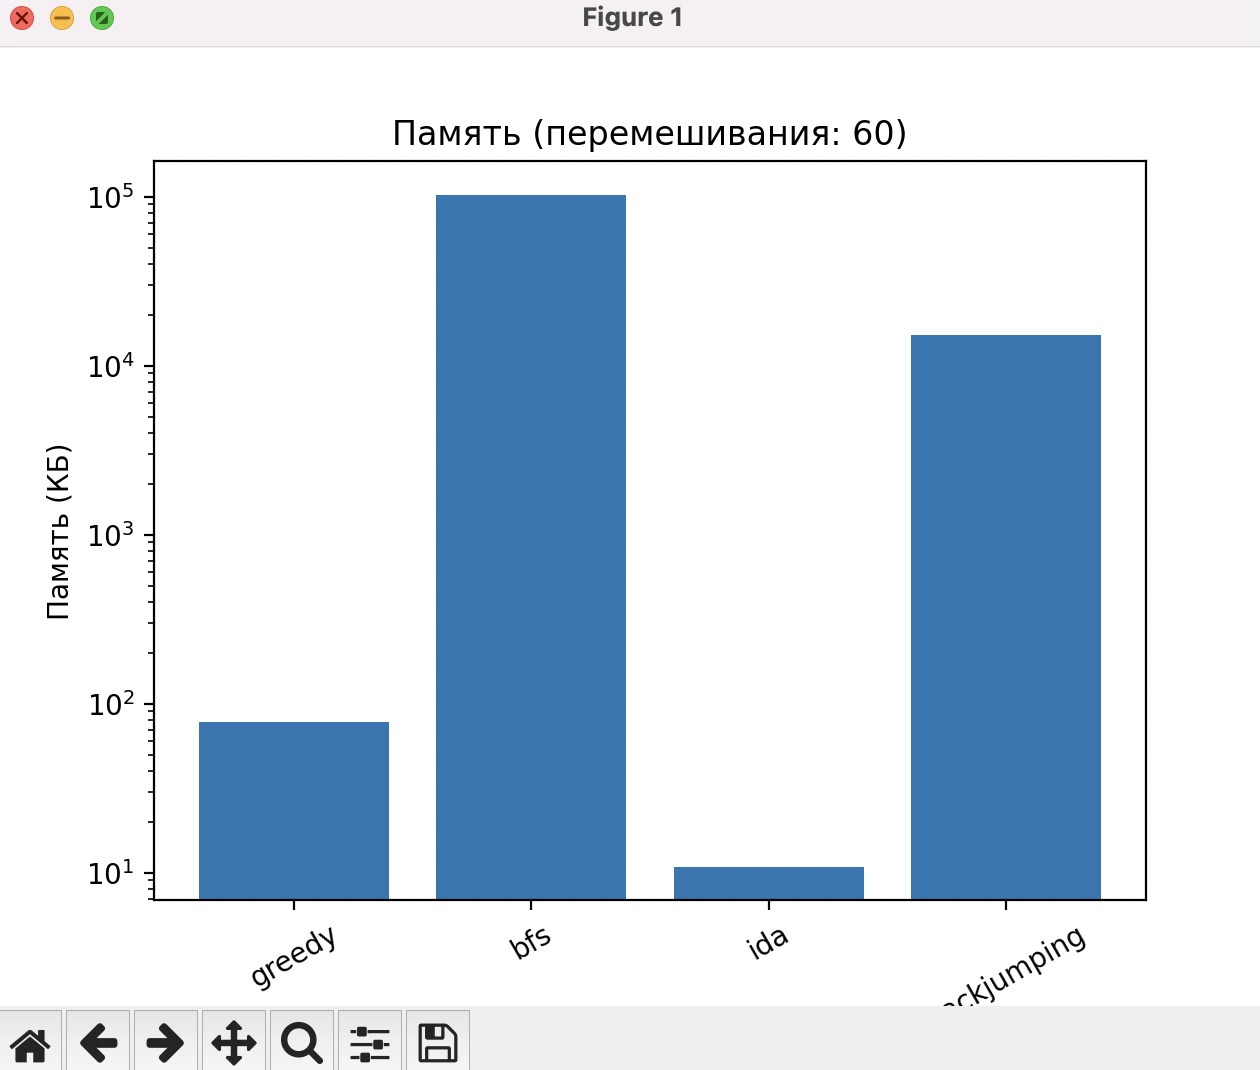 Figure 1
Память (перемешивания: 60)
10⁵
10⁴
10³
10²
10¹
Память (КБ)
greedy
bfs
ida
ckjumping